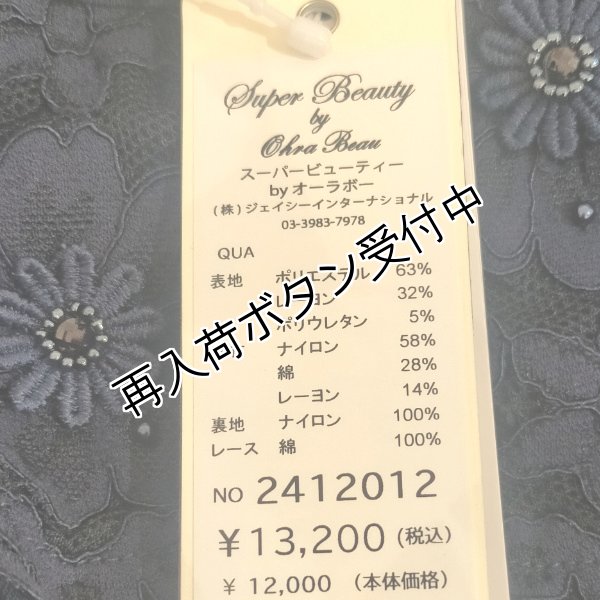 Super Beauty
by
Ohra Beau
スーパービューティー
by オーラボー
(株)ジェイシーインターナショナル
03-3983-7978
QUA
表地 ポリエステル 63%
レーヨン 32%
ポリウレタン 5%
ナイロン 58%
綿 28%
レーヨン 14%
裏地 ナイロン 100%
レース 綿 100%
NO 2412012
¥13,200 (税込)
¥ 12,000 (本体価格)
再入荷ボタン受付中